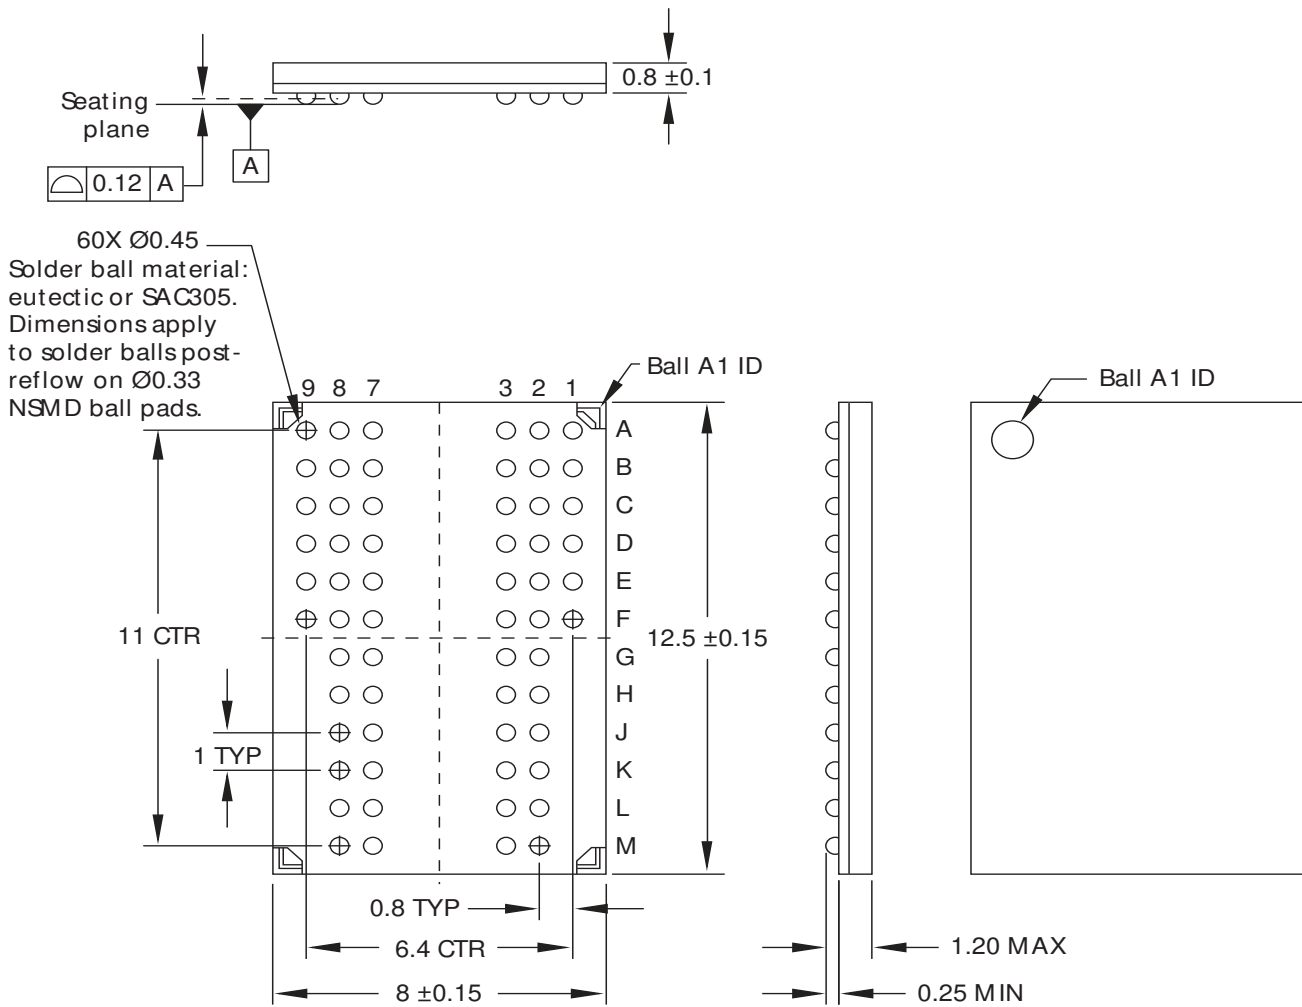 0.8 ±0.1
Seating
plane
A
0.12 A
60X Ø0.45
Solder ball material:
eutectic or SAC305.
Dimensions apply
to solder balls post-
reflow on Ø0.33
NSMD ball pads.
Ball A1 ID
Ball A1 ID
9 8 7 3 2 1
A
B
C
D
E
F
11 CTR
12.5 ±0.15
G
H
J
1 TYP
K
L
M
0.8 TYP
6.4 CTR
1.20 MAX
8 ±0.15
0.25 MIN